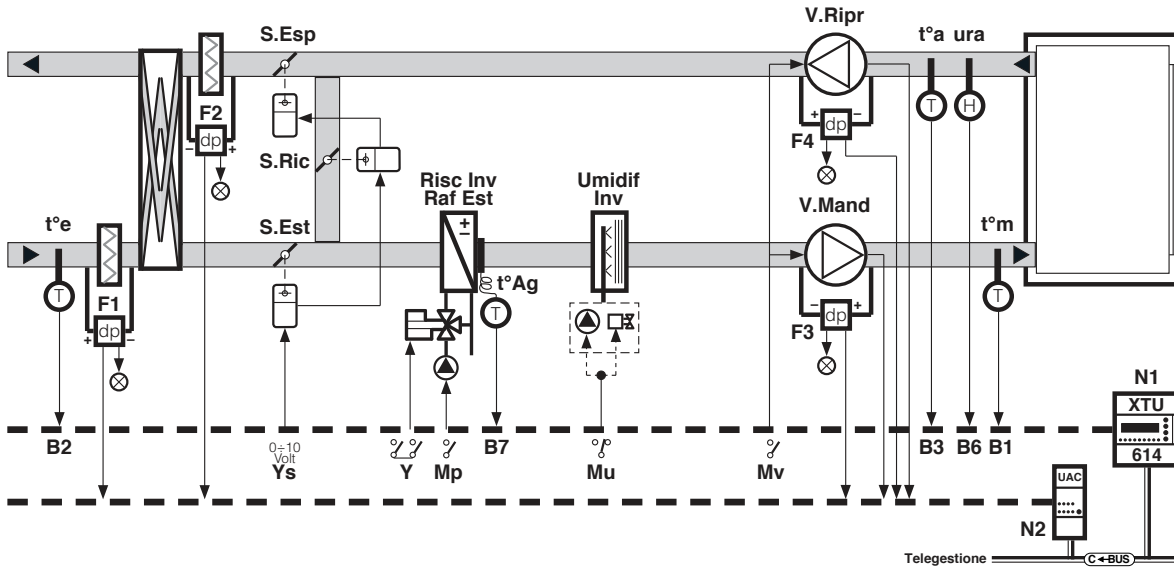 V.Ripr
S.Esp
t°a ura
F2
T
H
dp
+ −
F4
dp
− +
S.Ric
Risc Inv
Raf Est
Umidif
Inv
V.Mand
t°e
S.Est
t°m
+
−
T
F1
t°Ag
T
T
dp
+ −
− +
F3
dp
N1
XTU
614
B2
0÷10
Volt
Ys
Y
Mp
B7
Mu
Mv
B3
B6
B1
UAC
N2
Telegestione
C BUS